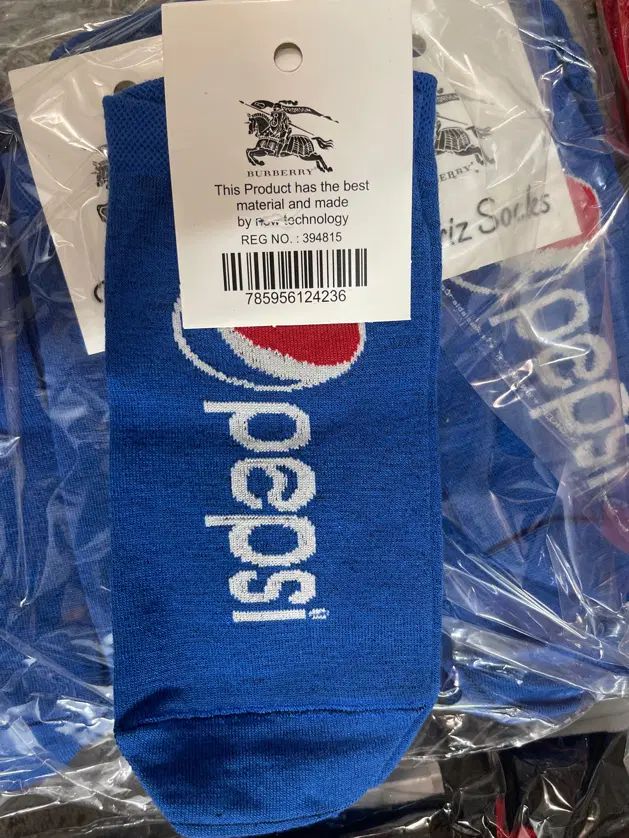 BURBERRY
This Product has the best
material and made
by new technology
REG NO. : 394815
785956124236
pepsi
riz Socks
pepsi